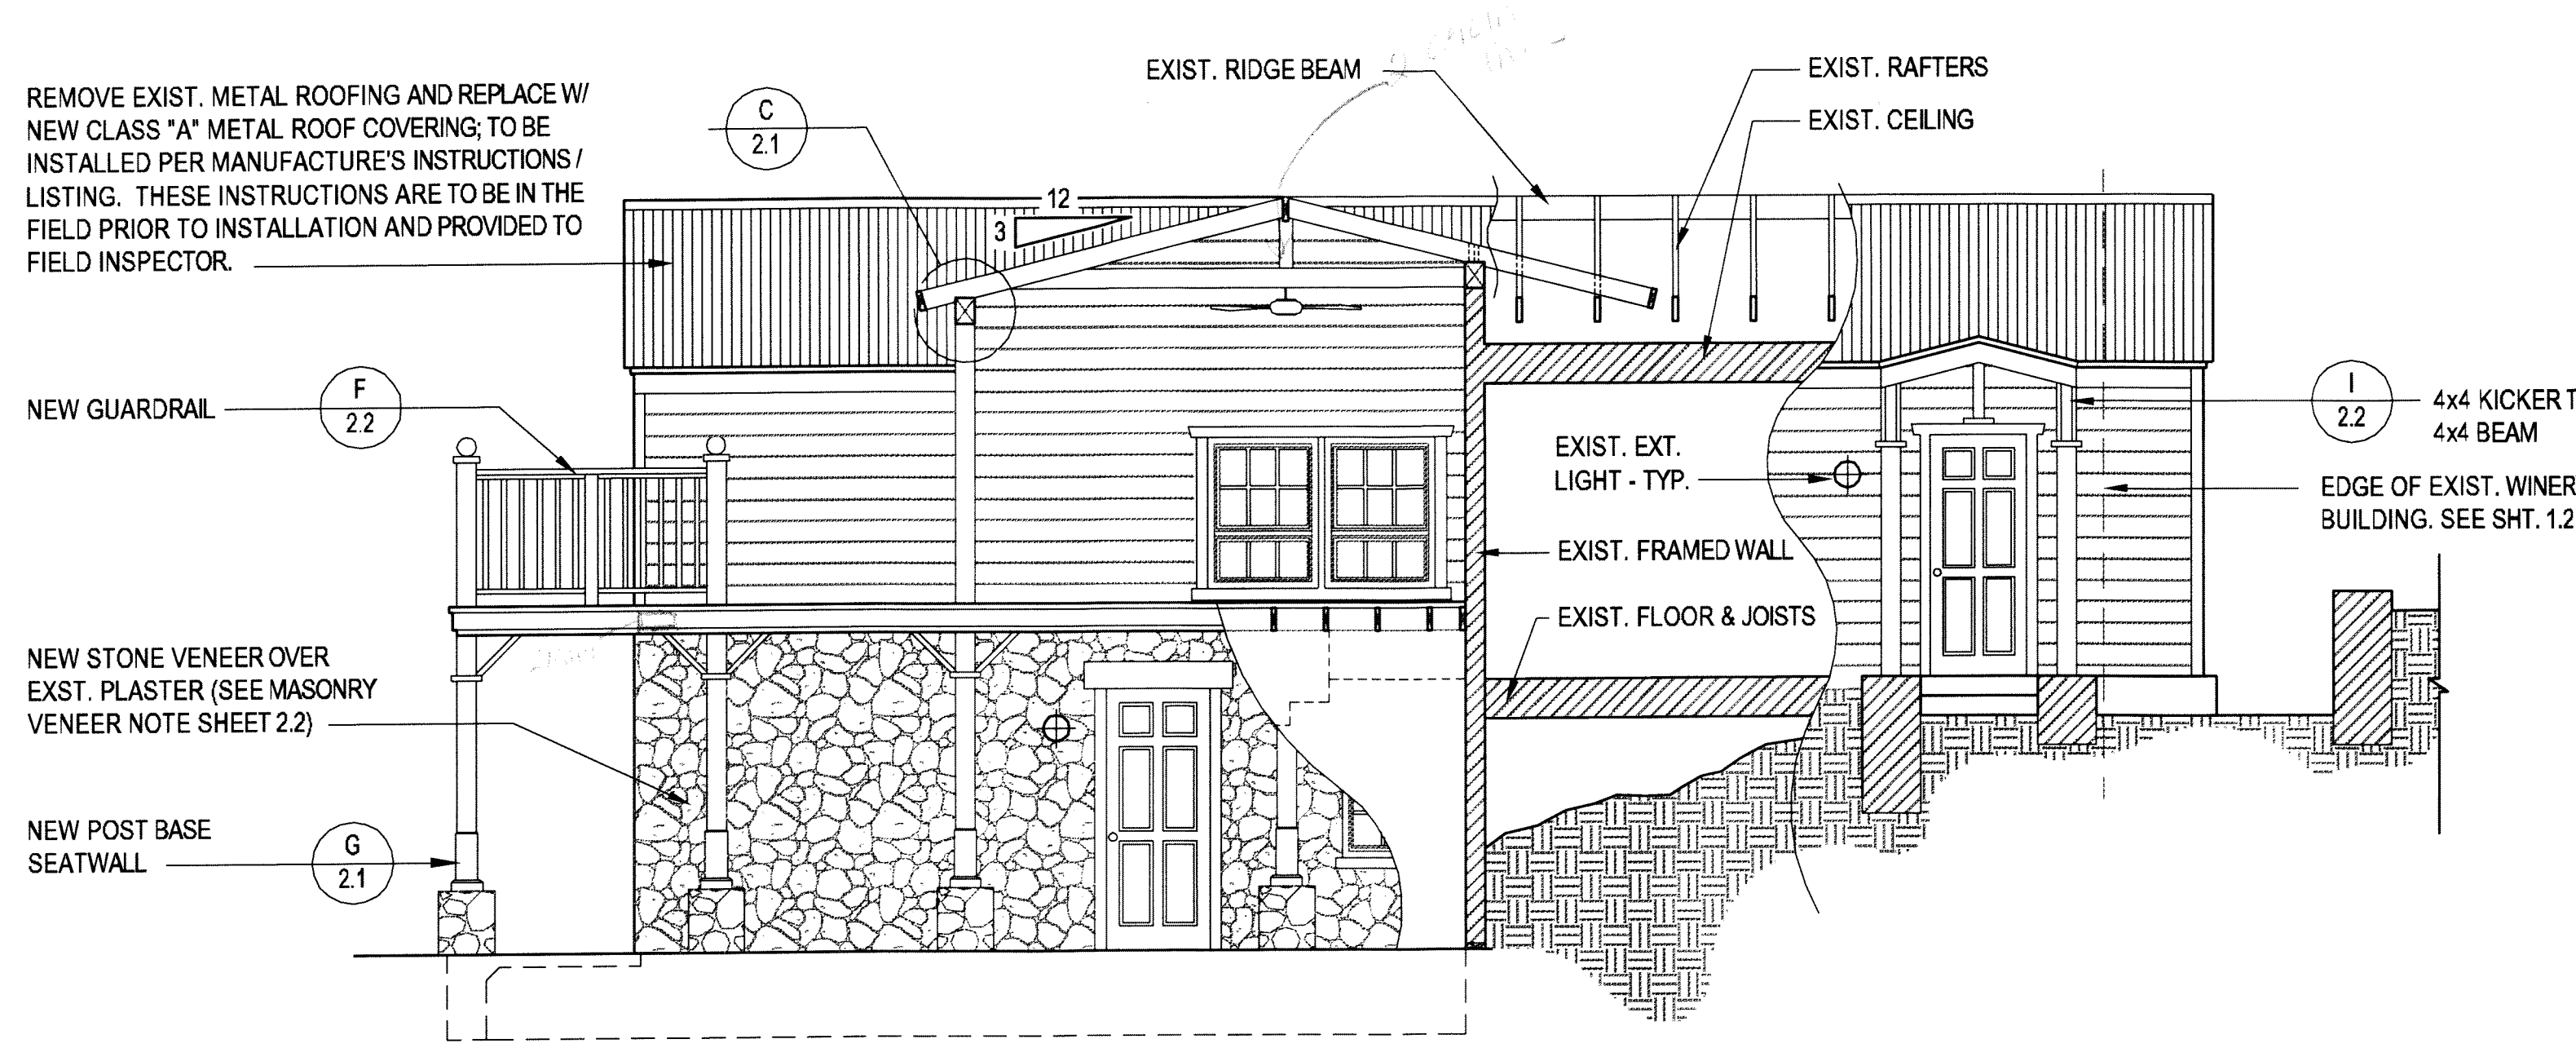 REMOVE EXIST. METAL ROOFING AND REPLACE W/
NEW CLASS "A" METAL ROOF COVERING; TO BE
INSTALLED PER MANUFACTURE'S INSTRUCTIONS /
LISTING. THESE INSTRUCTIONS ARE TO BE IN THE
FIELD PRIOR TO INSTALLATION AND PROVIDED TO
FIELD INSPECTOR.
C
2.1
EXIST. RIDGE BEAM
EXIST. RAFTERS
EXIST. CEILING
12
3
NEW GUARDRAIL
F
2.2
I
2.2
4x4 KICKER T
4x4 BEAM
EXIST. EXT.
LIGHT - TYP.
EDGE OF EXIST. WINER
BUILDING. SEE SHT. 1.2
EXIST. FRAMED WALL
EXIST. FLOOR & JOISTS
NEW STONE VENEER OVER
EXST. PLASTER (SEE MASONRY
VENEER NOTE SHEET 2.2)
NEW POST BASE
SEATWALL
G
2.1